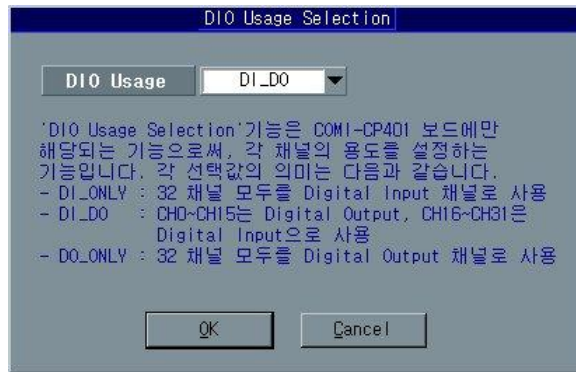 DIO Usage Selection
DIO Usage DI_DO
'DIO Usage Selection'기능은 COMI-CP401 보드에만
해당되는 기능으로써, 각 채널의 용도를 설정하는
기능입니다. 각 선택값의 의미는 다음과 같습니다.
- DI_ONLY : 32 채널 모두를 Digital Input 채널로 사용
- DI_DO : CH0~CH15는 Digital Output, CH16~CH31은
Digital Input으로 사용
- DO_ONLY : 32 채널 모두를 Digital Output 채널로 사용
OK Cancel